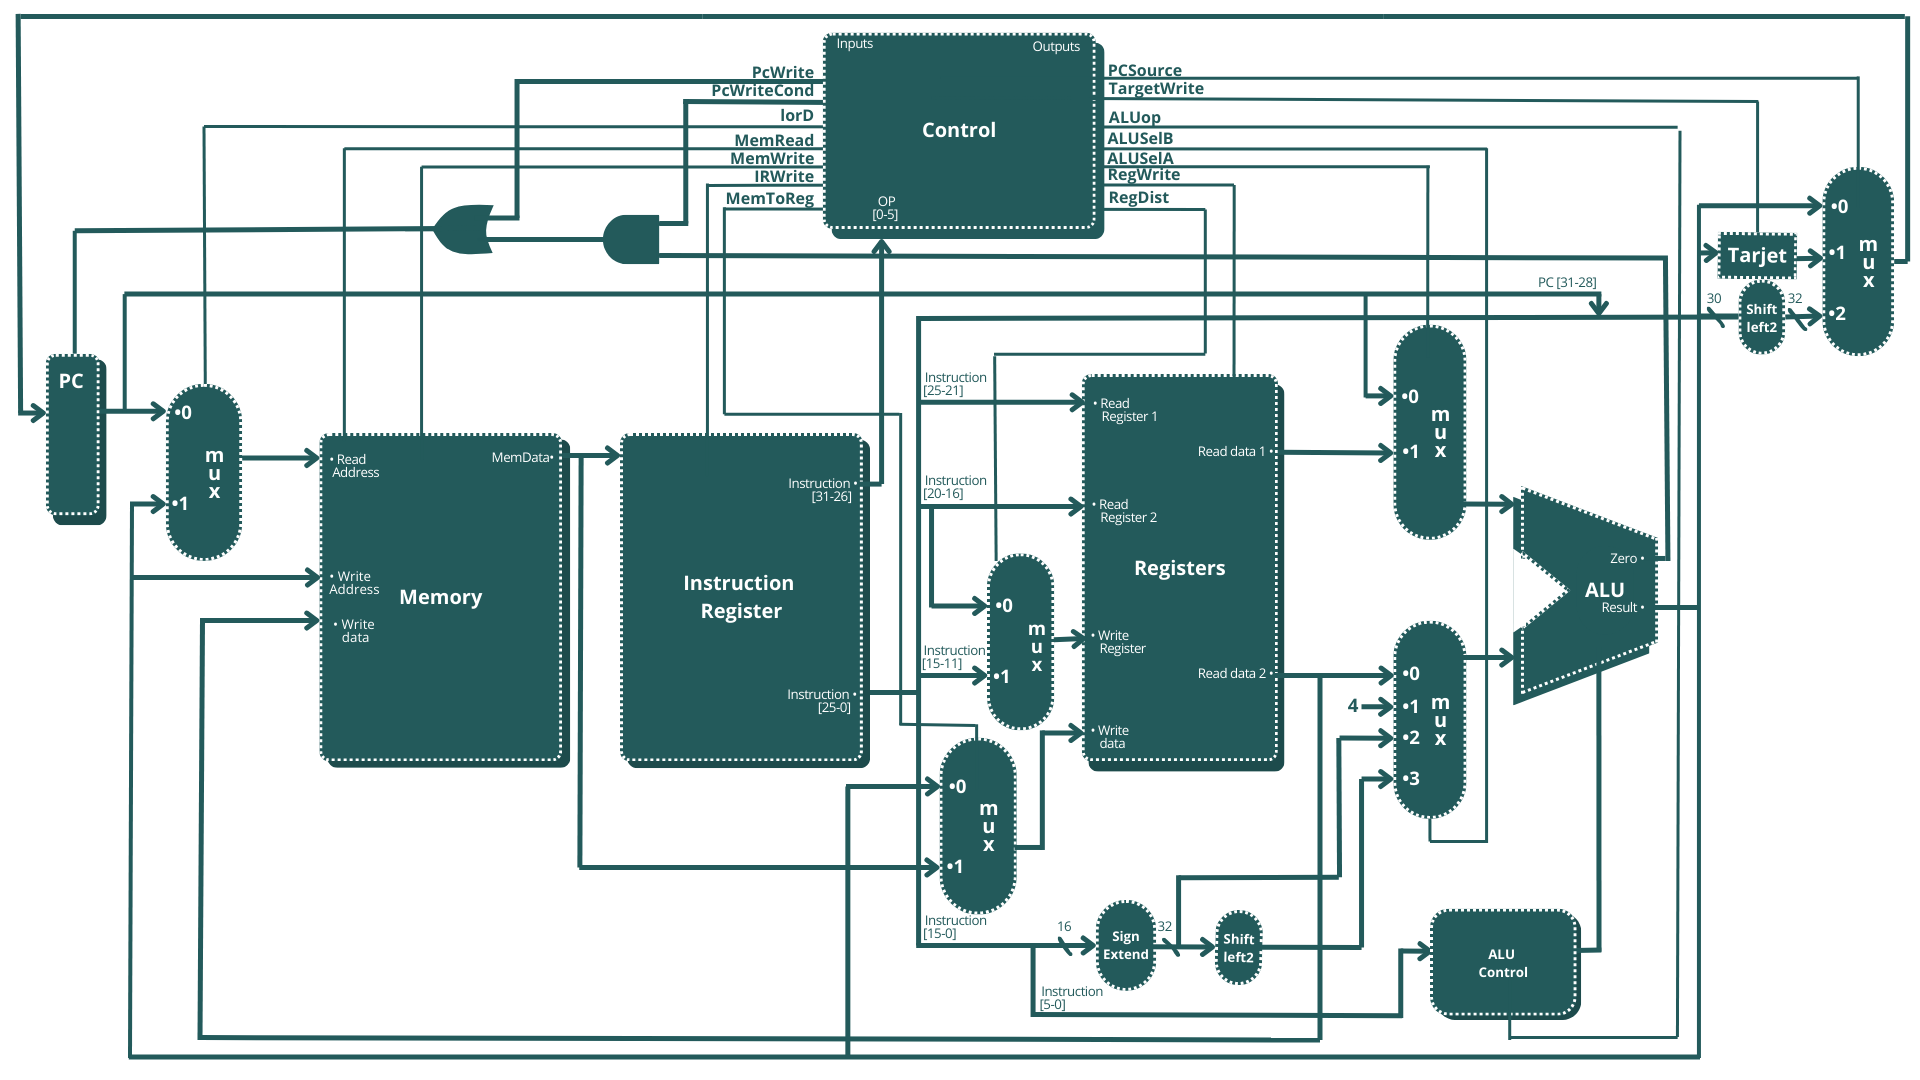 Inputs
Outputs
Control
OP
[0-5]
PcWrite
PcWriteCond
IorD
MemRead
MemWrite
IRWrite
MemToReg
PCSource
TargetWrite
ALUop
ALUSelB
ALUSelA
RegWrite
RegDist
PC [31-28]
•0
•1
•2
m
u
x
Tarjet
30
Shift
left2
32
PC
•0
•1
m
u
x
• Read
Address
MemData•
• Write
Address
• Write
data
Memory
Instruction •
[31-26]
Instruction
Register
Instruction •
[25-0]
Instruction
[25-21]
Instruction
[20-16]
Instruction
[15-11]
•0
•1
m
u
x
• Read
Register 1
• Read
Register 2
Registers
• Write
Register
• Write
data
Read data 1 •
Read data 2 •
•0
•1
m
u
x
•0
4
•1
•2
•3
m
u
x
Zero •
ALU
Result •
•0
•1
m
u
x
Instruction
[15-0]
16
Sign
Extend
32
Shift
left2
Instruction
[5-0]
ALU
Control